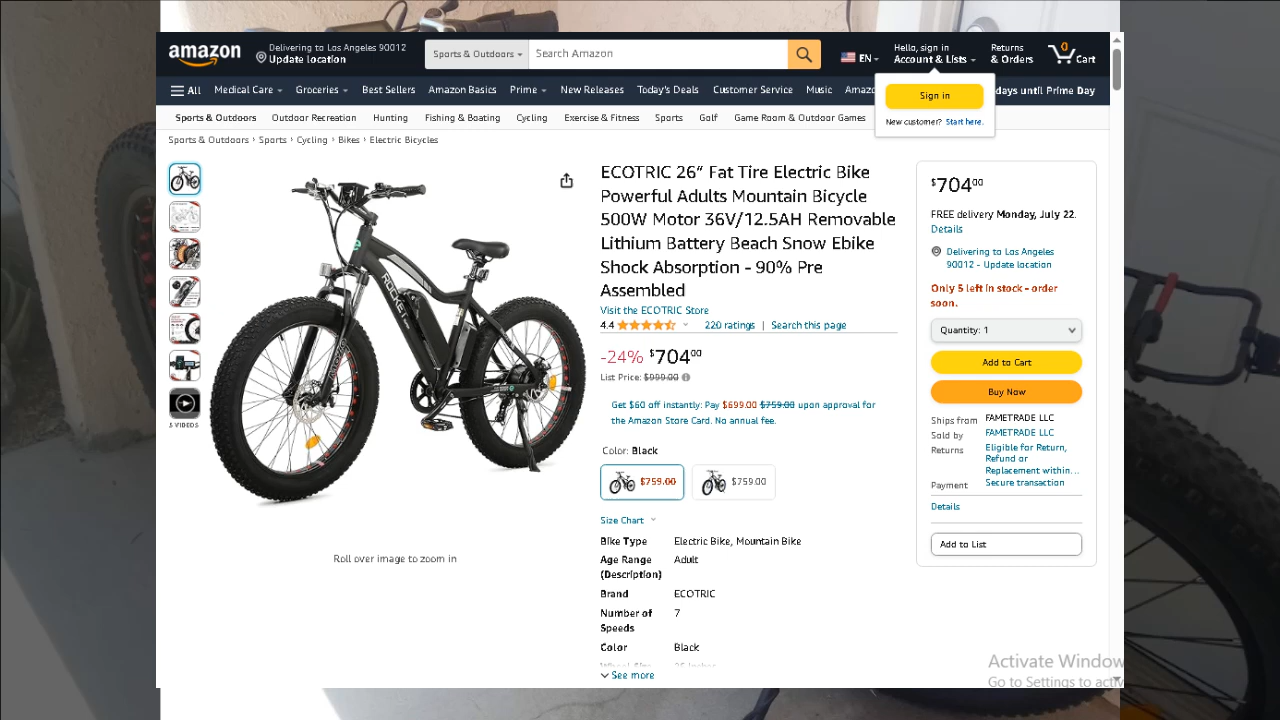 amazon
Delivering to Los Angeles 90012
Update location
Sports & Outdoors
Search Amazon
EN
Hello, sign in
Account & Lists
Returns
& Orders
0
Cart
All
Medical Care
Groceries
Best Sellers
Amazon Basics
Prime
New Releases
Today's Deals
Customer Service
Music
Amaz
days until Prime Day
Sign in
New customer? Start here.
Sports & Outdoors
Outdoor Recreation
Hunting
Fishing & Boating
Cycling
Exercise & Fitness
Sports
Golf
Game Room & Outdoor Games
Sports & Outdoors › Sports › Cycling › Bikes › Electric Bicycles
5 VIDEOS
ROCKET
Roll over image to zoom in
ECOTRIC 26" Fat Tire Electric Bike
Powerful Adults Mountain Bicycle
500W Motor 36V/12.5AH Removable
Lithium Battery Beach Snow Ebike
Shock Absorption - 90% Pre
Assembled
Visit the ECOTRIC Store
4.4
220 ratings | Search this page
-24% $70400
List Price: $999.00
Get $60 off instantly: Pay $699.00 $759.00 upon approval for
the Amazon Store Card. No annual fee.
Color: Black
$759.00
$759.00
Size Chart
Bike Type Electric Bike, Mountain Bike
Age Range Adult
(Description)
Brand ECOTRIC
Number of 7
Speeds
Color Black
Wheel Size 26 Inches
See more
$70400
FREE delivery Monday, July 22.
Details
Delivering to Los Angeles
90012 - Update location
Only 5 left in stock - order
soon.
Quantity: 1
Add to Cart
Buy Now
Ships from FAMETRADE LLC
Sold by FAMETRADE LLC
Returns Eligible for Return,
Refund or
Replacement within...
Payment Secure transaction
Details
Add to List
Activate Window
Go to Settings to activ